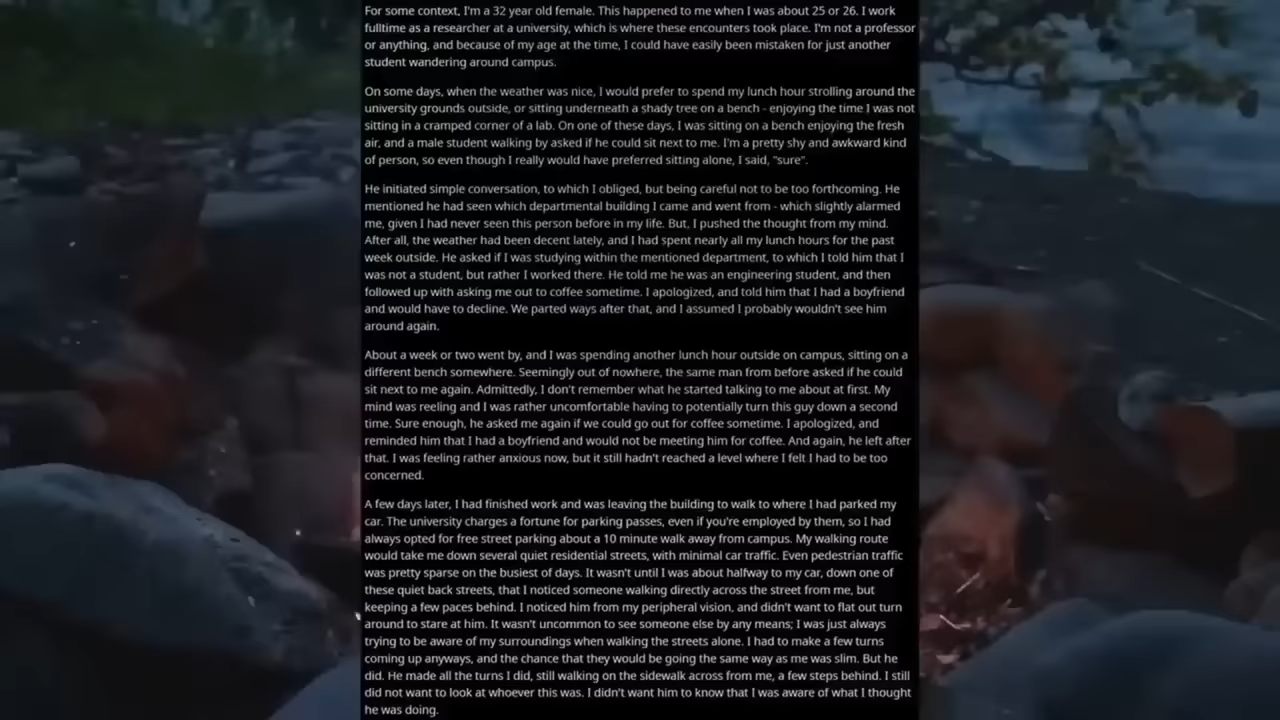 For some context, I'm a 32 year old female. This happened to me when I was about 25 or 26. I work
fulltime as a researcher at a university, which is where these encounters took place. I'm not a professor
or anything, and because of my age at the time, I could have easily been mistaken for just another
student wandering around campus.
On some days, when the weather was nice, I would prefer to spend my lunch hour strolling around the
university grounds outside, or sitting underneath a shady tree on a bench - enjoying the time I was not
sitting in a cramped corner of a lab. On one of these days, I was sitting on a bench enjoying the fresh
air, and a male student walking by asked if he could sit next to me. I'm a pretty shy and awkward kind
of person, so even though I really would have preferred sitting alone, I said, "sure".
He initiated simple conversation, to which I obliged, but being careful not to be too forthcoming. He
mentioned he had seen which departmental building I came and went from - which slightly alarmed
me, given I had never seen this person before in my life. But, I pushed the thought from my mind.
After all, the weather had been decent lately, and I had spent nearly all my lunch hours for the past
week outside. He asked if I was studying within the mentioned department, to which I told him that I
was not a student, but rather I worked there. He told me he was an engineering student, and then
followed up with asking me out to coffee sometime. I apologized, and told him that I had a boyfriend
and would have to decline. We parted ways after that, and I assumed I probably wouldn't see him
around again.
About a week or two went by, and I was spending another lunch hour outside on campus, sitting on a
different bench somewhere. Seemingly out of nowhere, the same man from before asked if he could
sit next to me again. Admittedly, I don't remember what he started talking to me about at first. My
mind was reeling and I was rather uncomfortable having to potentially turn this guy down a second
time. Sure enough, he asked me again if we could go out for coffee sometime. I apologized, and
reminded him that I had a boyfriend and would not be meeting him for coffee. And again, he left after
that. I was feeling rather anxious now, but it still hadn't reached a level where I felt I had to be too
concerned.
A few days later, I had finished work and was leaving the building to walk to where I had parked my
car. The university charges a fortune for parking passes, even if you're employed by them, so I had
always opted for free street parking about a 10 minute walk away from campus. My walking route
would take me down several quiet residential streets, with minimal car traffic. Even pedestrian traffic
was pretty sparse on the busiest of days. It wasn't until I was about halfway to my car, down one of
these quiet back streets, that I noticed someone walking directly across the street from me, but
keeping a few paces behind. I noticed him from my peripheral vision, and didn't want to flat out turn
around to stare at him. It wasn't uncommon to see someone else by any means; I was just always
trying to be aware of my surroundings when walking the streets alone. I had to make a few turns
coming up anyways, and the chance that they would be going the same way as me was slim. But he
did. He made all the turns I did, still walking on the sidewalk across from me, a few steps behind. I still
did not want to look at whoever this was. I didn't want him to know that I was aware of what I thought
he was doing.